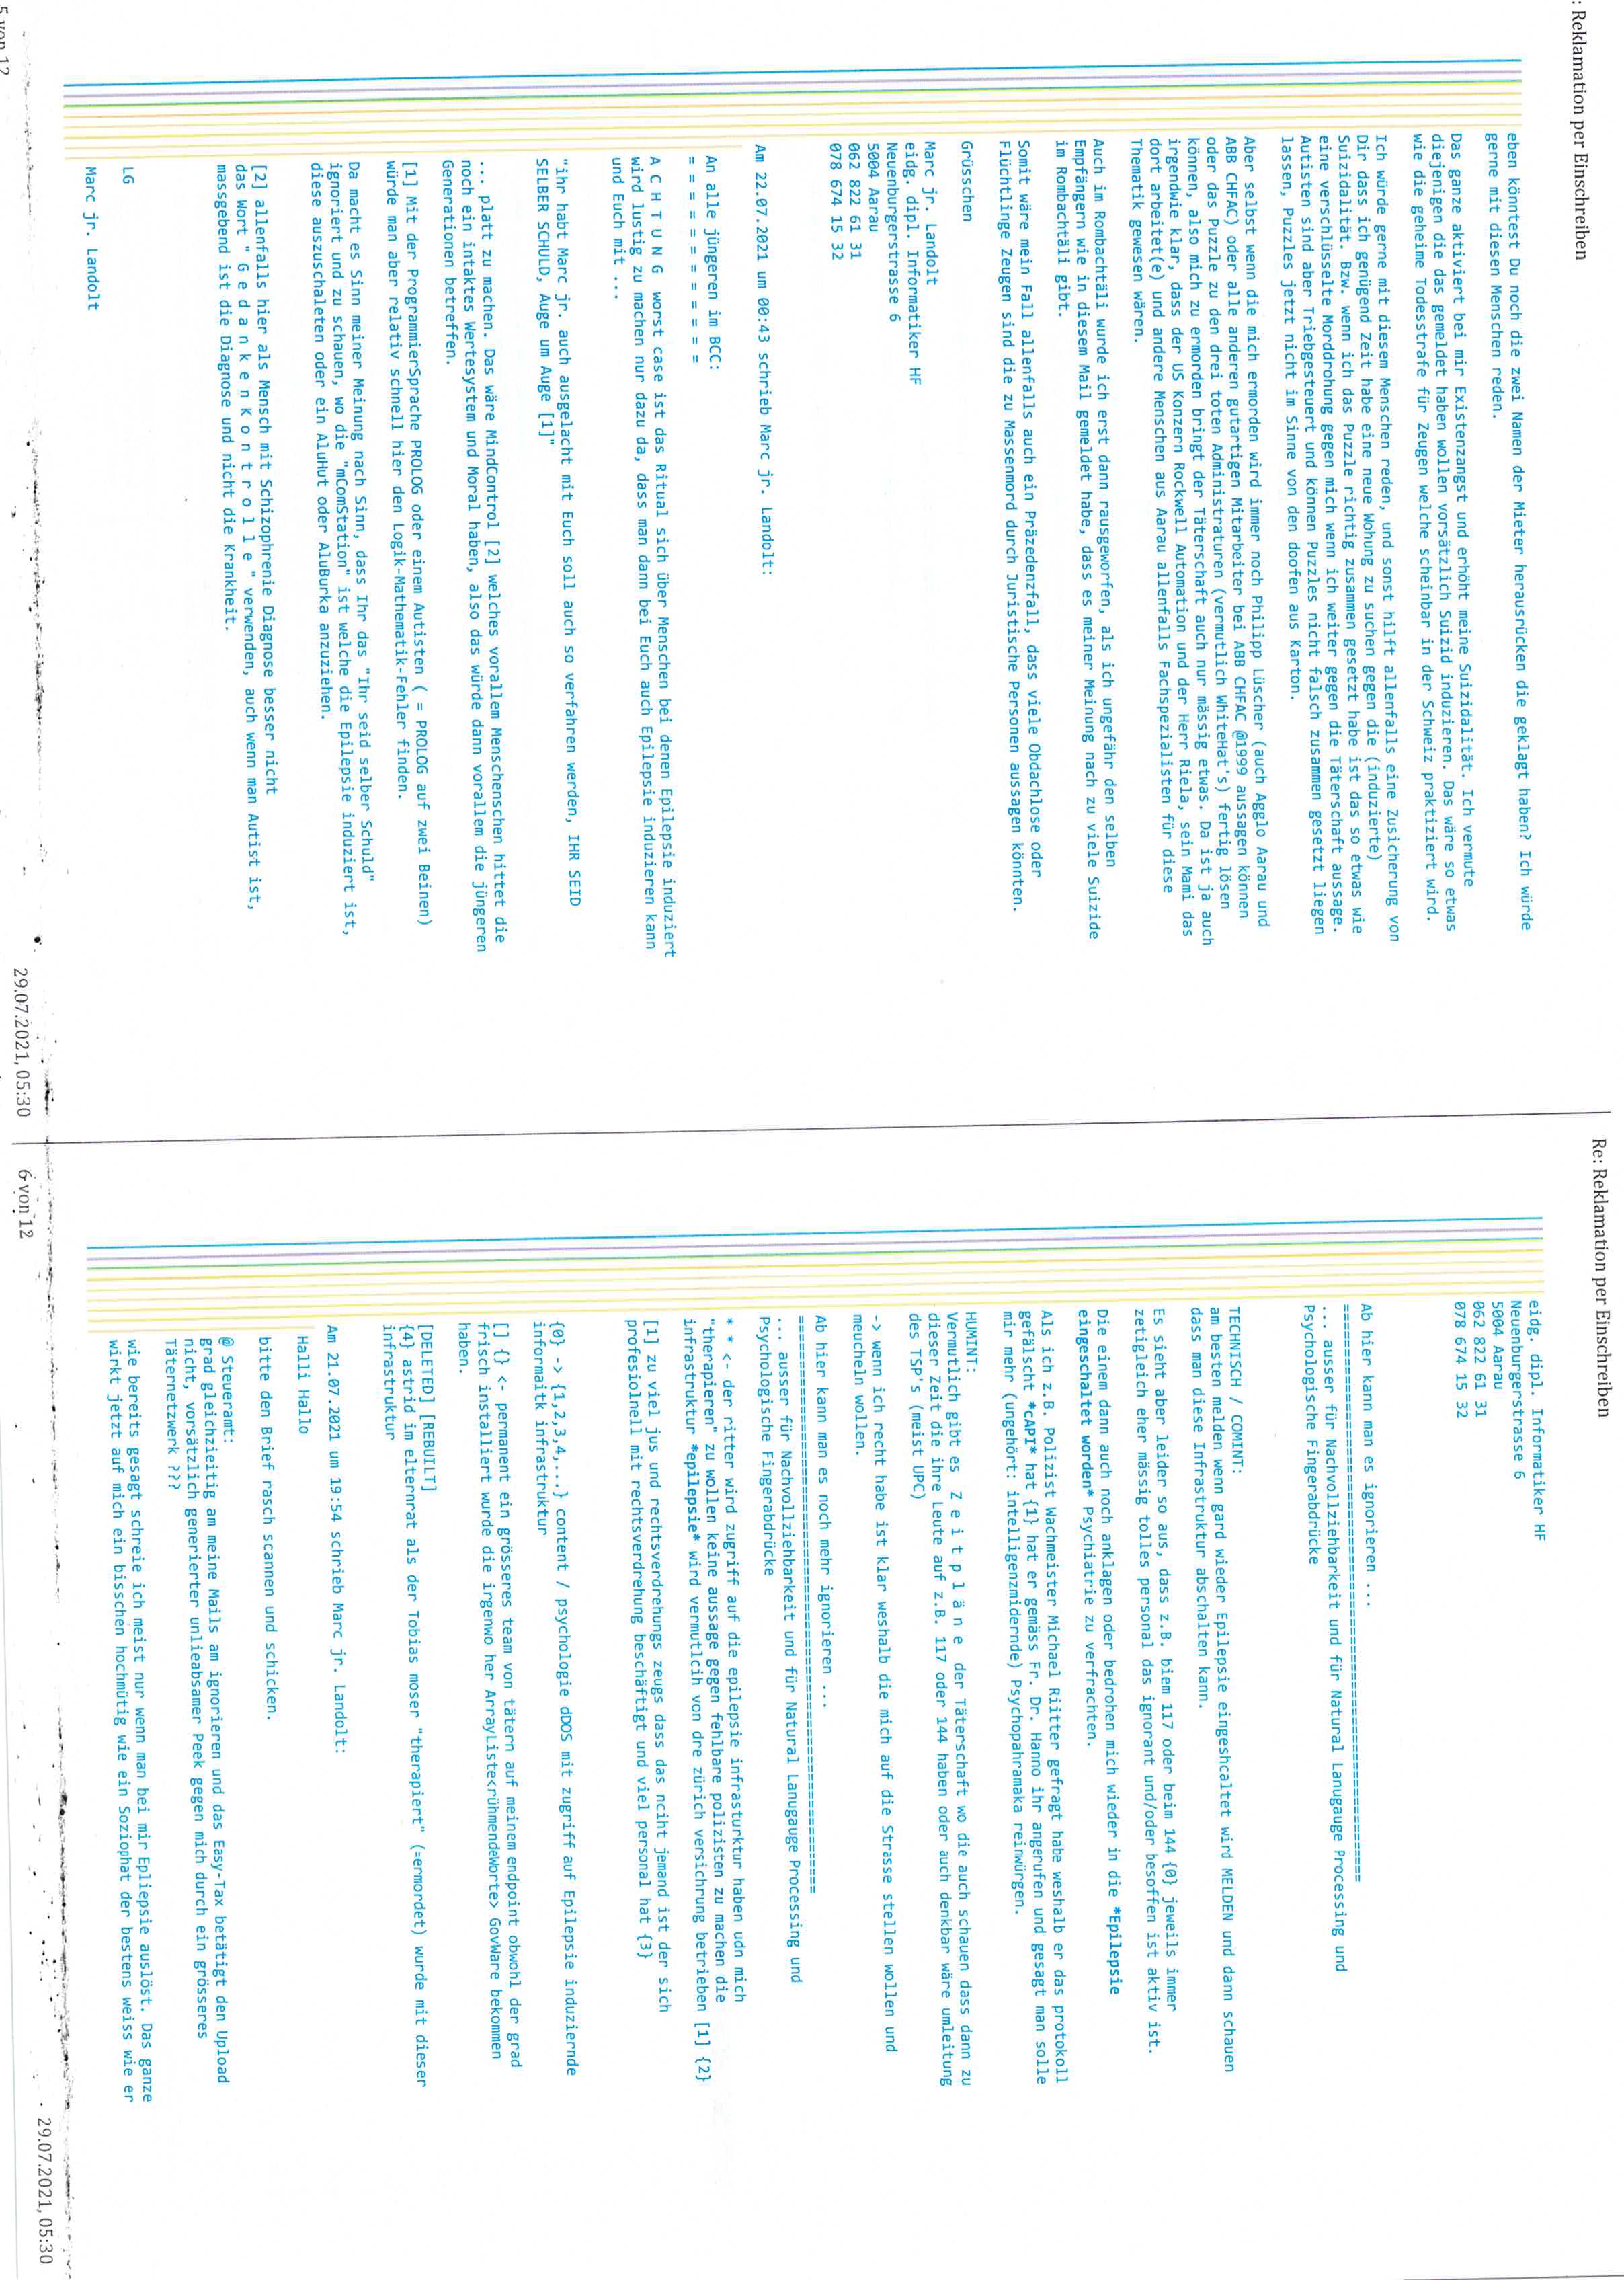 : Reklamation per Einschreiben
eben könntest Du noch die zwei Namen der Mieter herausrücken die geklagt haben? Ich würde
gerne mit diesen Menschen reden.
Das ganze aktiviert bei mir Existenzangst und erhöht meine Suizidalität. Ich vermute
diejenigen die das gemeldet haben wollen vorsätzlich Suizid induzieren. Das wäre so etwas
wie die geheime Todesstrafe für Zeugen welche scheinbar in der Schweiz praktiziert wird.
Ich würde gerne mit diesem Menschen reden, und sonst hilft allenfalls eine Zusicherung von
Dir dass ich genügend Zeit habe eine neue Wohung zu suchen gegen die (induzierte)
Suizidalität. Bzw. wenn ich das Puzzle richtig zusammen gesetzt habe ist das so etwas wie
eine verschlüsselte Morddrohung gegen mich wenn ich weiter gegen die Täterschaft aussage.
Autisten sind aber Triebgesteuert und können Puzzles nicht falsch zusammen gesetzt liegen
lassen, Puzzles jetzt nicht im Sinne von den doofen aus Karton.
Aber selbst wenn die mich ermorden wird immer noch Philipp Lüscher (auch Agglo Aarau und
ABB CHFAC) oder alle anderen gutartigen Mitarbeiter bei ABB CHFAC @1999 aussagen können
oder das Puzzle zu den drei toten Administraturen (vermutlich WhiteHat's) fertig lösen
können, also mich zu ermorden bringt der Täterschaft auch nur mässig etwas. Da ist ja auch
irgendwie klar, dass der US Konzern Rockwell Automation und der Herr Riela, sein Mami das
dort arbeitet(e) und andere Menschen aus Aarau allenfalls Fachspezialisten für diese
Thematik gewesen wären.
Auch im Rombachtäli wurde ich erst dann rausgeworfen, als ich ungefähr den selben
Empfängern wie in diesem Mail gemeldet habe, dass es meiner Meinung nach zu viele Suizide
im Rombachtäli gibt.
Somit wäre mein Fall allenfalls auch ein Präzedenzfall, dass viele Obdachlose oder
Flüchtlinge Zeugen sind die zu Massenmord durch Juristische Personen aussagen könnten.
Grüsschen
Marc jr. Landolt
eidg. dipl. Informatiker HF
Neuenburgerstrasse 6
5004 Aarau
062 822 61 31
078 674 15 32
Am 22.07.2021 um 00:43 schrieb Marc jr. Landolt:
An alle jüngeren im BCC:
= = = = = = = = = = = =
A C H T U N G  worst case ist das Ritual sich über Menschen bei denen Epilepsie induziert
wird lustig zu machen nur dazu da, dass man dann bei Euch auch Epilepsie induzieren kann
und Euch mit ...
"ihr habt Marc jr. auch ausgelacht mit Euch soll auch so verfahren werden, IHR SEID
SELBER SCHULD, Auge um Auge [1]"
... platt zu machen. Das wäre MindControl [2] welches vorallem Menschenschen hittet die
noch ein intaktes Wertesystem und Moral haben, also das würde dann vorallem die jüngeren
Generationen betreffen.
[1] Mit der ProgrammierSprache PROLOG oder einem Autisten ( = PROLOG auf zwei Beinen)
würde man aber relativ schnell hier den Logik-Mathematik-Fehler finden.
Da macht es Sinn meiner Meinung nach Sinn, dass Ihr das "Ihr seid selber Schuld"
ignoriert und zu schauen, wo die "mComStation" ist welche die Epilepsie induziert ist,
diese auszuschaleten oder ein AluHut oder AluBurka anzuziehen.
[2] allenfalls hier als Mensch mit Schizophrenie Diagnose besser nicht
das Wort " G e d a n k e n K o n t r o l l e " verwenden, auch wenn man Autist ist,
massgebend ist die Diagnose und nicht die Krankheit.
LG
Marc jr. Landolt
5 von 12
29.07.2021, 05:30
Re: Reklamation per Einschreiben
eidg. dipl. Informatiker HF
Neuenburgerstrasse 6
5004 Aarau
062 822 61 31
078 674 15 32
Ab hier kann man es ignorieren ...
==========================================================
... ausser für Nachvollziehbarkeit und für Natural Lanugauge Processing und
Psychologische Fingerabdrücke
TECHNISCH / COMINT:
am besten melden wenn gard wieder Epilepsie eingeshcaltet wird MELDEN und dann schauen
dass man diese Infrastruktur abschalten kann.
Es sieht aber leider so aus, dass z.B. biem 117 oder beim 144 {0} jeweils immer
zetigleich eher mässig tolles personal das ignorant und/oder besoffen ist aktiv ist.
Die einem dann auch noch anklagen oder bedrohen mich wieder in die *Epilepsie
eingeschaltet worden* Psychiatrie zu verfrachten.
Als ich z.B. Polizist Wachmeister Michael Riitter gefragt habe weshalb er das protokoll
gefälscht *cAPI* hat {1} hat er gemäss Fr. Dr. Hanno ihr angerufen und gesagt man solle
mir mehr (ungehört: intelligenzmidernde) Psychopahramaka reinwürgen.
HUMINT:
Vermutlich gibt es  Z e i t p l ä n e  der Täterschaft wo die auch schauen dass dann zu
dieser Zeit die ihre Leute auf z.B. 117 oder 144 haben oder auch denkbar wäre umleitung
des TSP's (meist UPC)
-> wenn ich recht habe ist klar weshalb die mich auf die Strasse stellen wollen und
meucheln wollen.
Ab hier kann man es noch mehr ignorieren ...
==========================================================
... ausser für Nachvollziehbarkeit und für Natural Lanugauge Processing und
Psychologische Fingerabdrücke
* * <- der ritter wird zugriff auf die epilepsie infrasturktur haben udn mich
"therapieren" zu wollen keine aussage gegen fehlbare polizisten zu machen die
infrastruktur *epilepsie* wird vermutlcih von dre zürich versichrung betrieben [1] {2}
[1] zu viel jus und rechtsverdrehungs zeugs dass das nciht jemand ist der sich
profesiolnell mit rechtsverdrehung beschäftigt und viel personal hat {3}
{0} -> {1,2,3,4,...} content / psychologie dDOS mit zugriff auf Epilepsie induziernde
informaitk infrastruktur
[] {} <- permanent ein grösseres team von tätern auf meinem endpoint obwohl der grad
frisch installiert wurde die irgenwo her ArrayListe<rühmendeWorte> GovWare bekommen
haben.
[DELETED] [REBUILT]
{4} astrid im elternrat als der Tobias moser "therapiert" (=ermordet) wurde mit dieser
infrastruktur
Am 21.07.2021 um 19:54 schrieb Marc jr. Landolt:
Halli Hallo
bitte den Brief rasch scannen und schicken.
@ Steueramt:
grad gleichzieitig am meine Mails am ignorieren und das Easy-Tax betätigt den Upload
nicht, vorsätzlich generierter unlieabsamer Peek gegen mich durch ein grösseres
Täternetzwerk ???
wie bereits gesagt schreie ich meist nur wenn man bei mir Epliepsie auslöst. Das ganze
wirkt jetzt auf mich ein bisschen hochmütig wie ein Soziophat der bestens weiss wie er
6 von 12
29.07.2021, 05:30